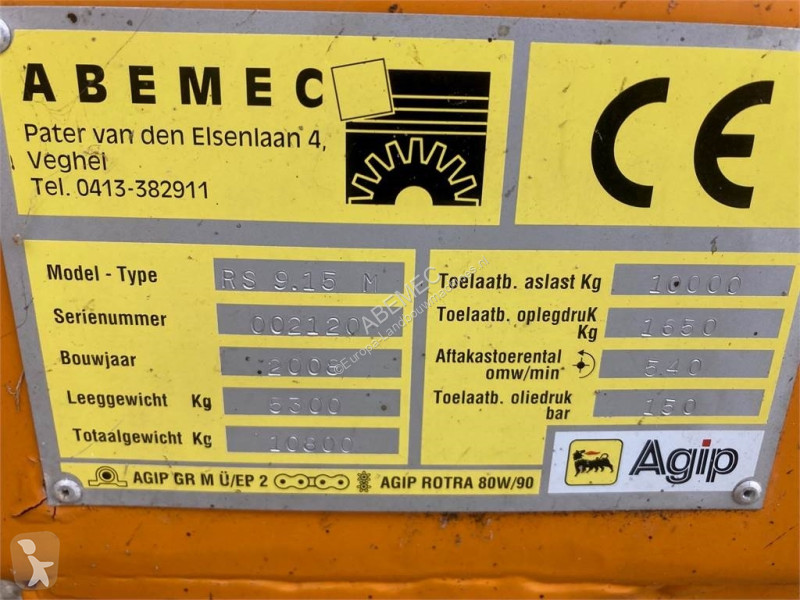 ABEMEC
Pater van den Elsenlaan 4,
Veghel
Tel. 0413-382911
CE
Model - Type RS 9.15 M
Serienummer 002120
Bouwjaar 2008
Leeggewicht Kg 5300
Totaalgewicht Kg 10800
Toelaatb. aslast Kg 10000
Toelaatb. oplegdruK
Kg 1650
Aftakastoerental
omw/min 540
Toelaatb. oliedruk
bar 150
AGIP GR M Ü/EP 2 AGIP ROTRA 80W/90
Agip
ABEMEC